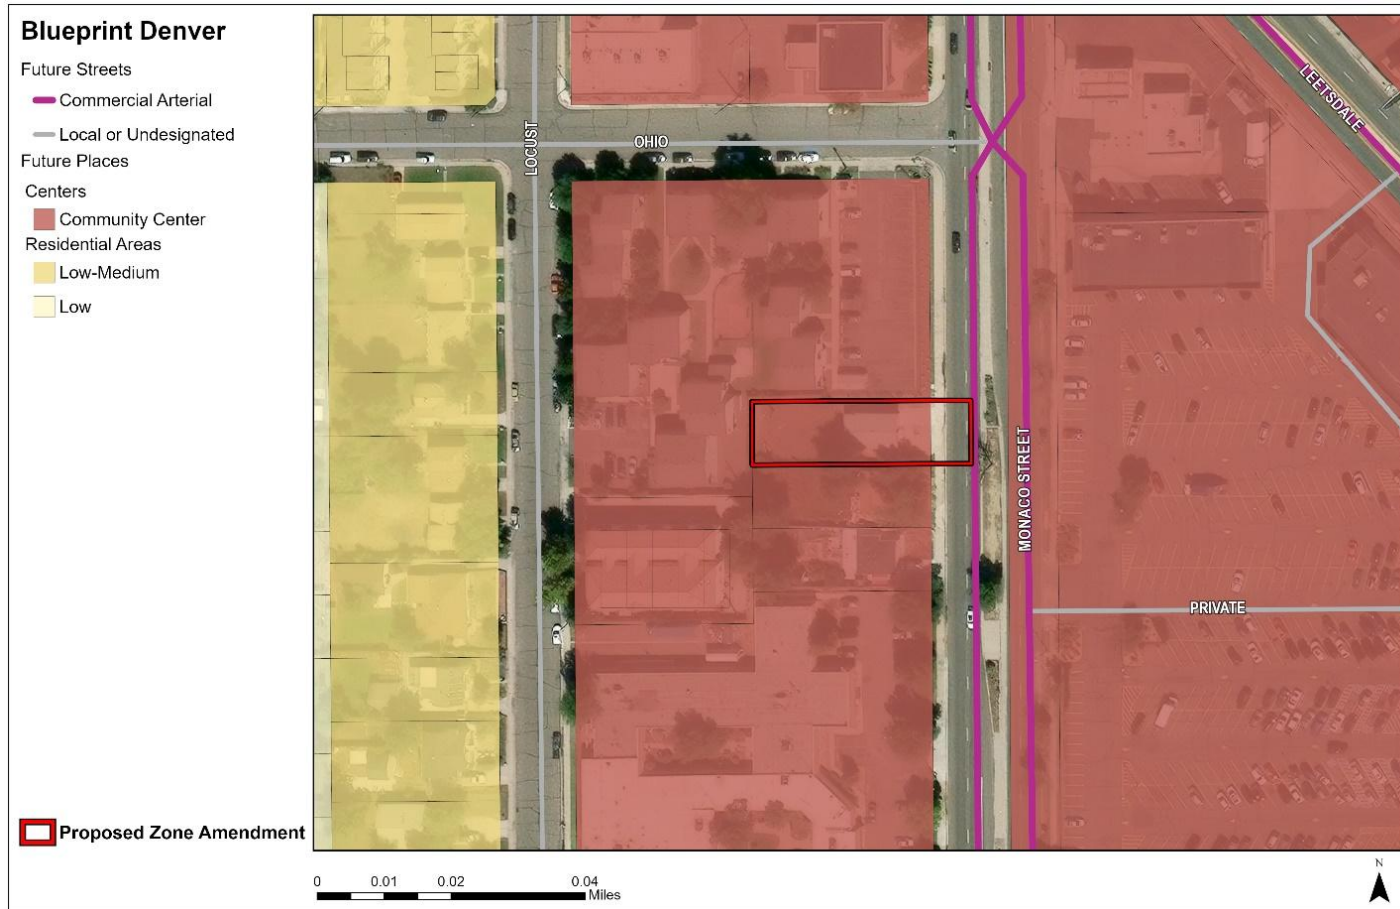 Blueprint Denver
Future Streets
Commercial Arterial
Local or Undesignated
Future Places
Centers
Community Center
Residential Areas
Low-Medium
Low
Proposed Zone Amendment
LOCUST
OHIO
LEETSDALE
MONACO STREET
PRIVATE
0 0.01 0.02 0.04
Miles
N